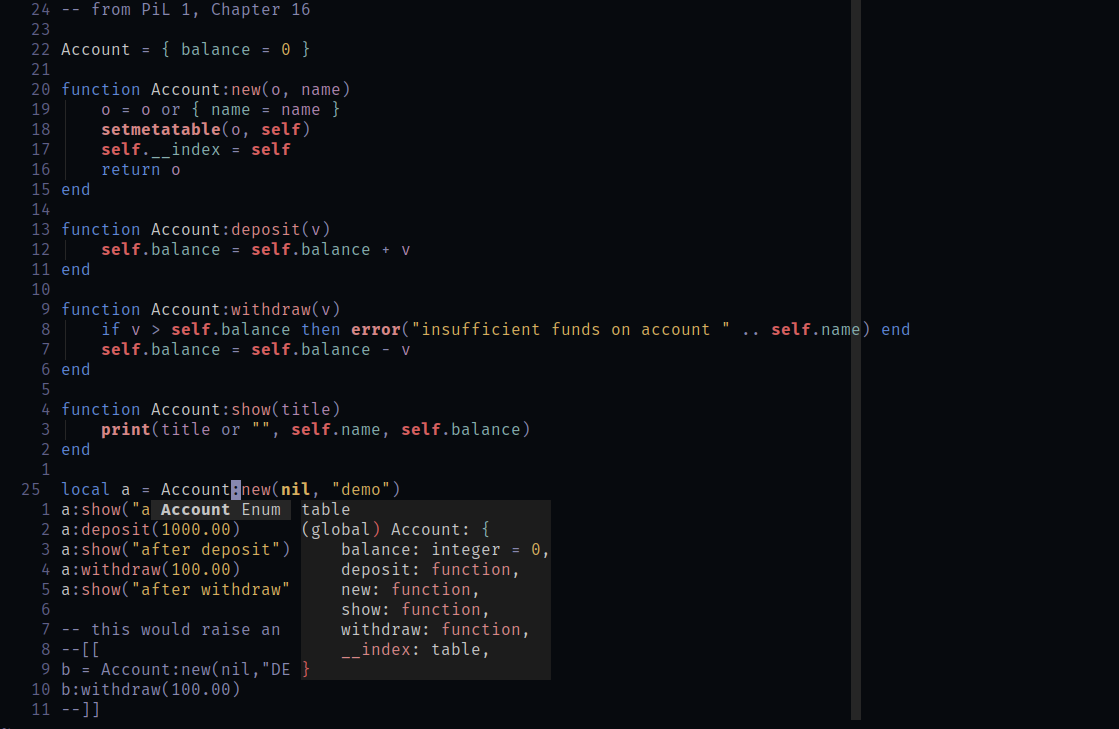 24 -- from PiL 1, Chapter 16
23
22 Account = { balance = 0 }
21
20 function Account:new(o, name)
19     o = o or { name = name }
18     setmetatable(o, self)
17     self.__index = self
16     return o
15 end
14
13 function Account:deposit(v)
12     self.balance = self.balance + v
11 end
10
9 function Account:withdraw(v)
8     if v > self.balance then error("insufficient funds on account " .. self.name) end
7     self.balance = self.balance - v
6 end
5
4 function Account:show(title)
3     print(title or "", self.name, self.balance)
2 end
1
25 local a = Account:new(nil, "demo")
1 a:show("a Account Enum table
2 a:deposit(1000.00) (global) Account: {
3 a:show("after deposit") balance: integer = 0,
4 a:withdraw(100.00) deposit: function,
5 a:show("after withdraw" new: function,
6 show: function,
7 -- this would raise an withdraw: function,
8 --[[ __index: table,
9 b = Account:new(nil,"DE }
10 b:withdraw(100.00)
11 --]]